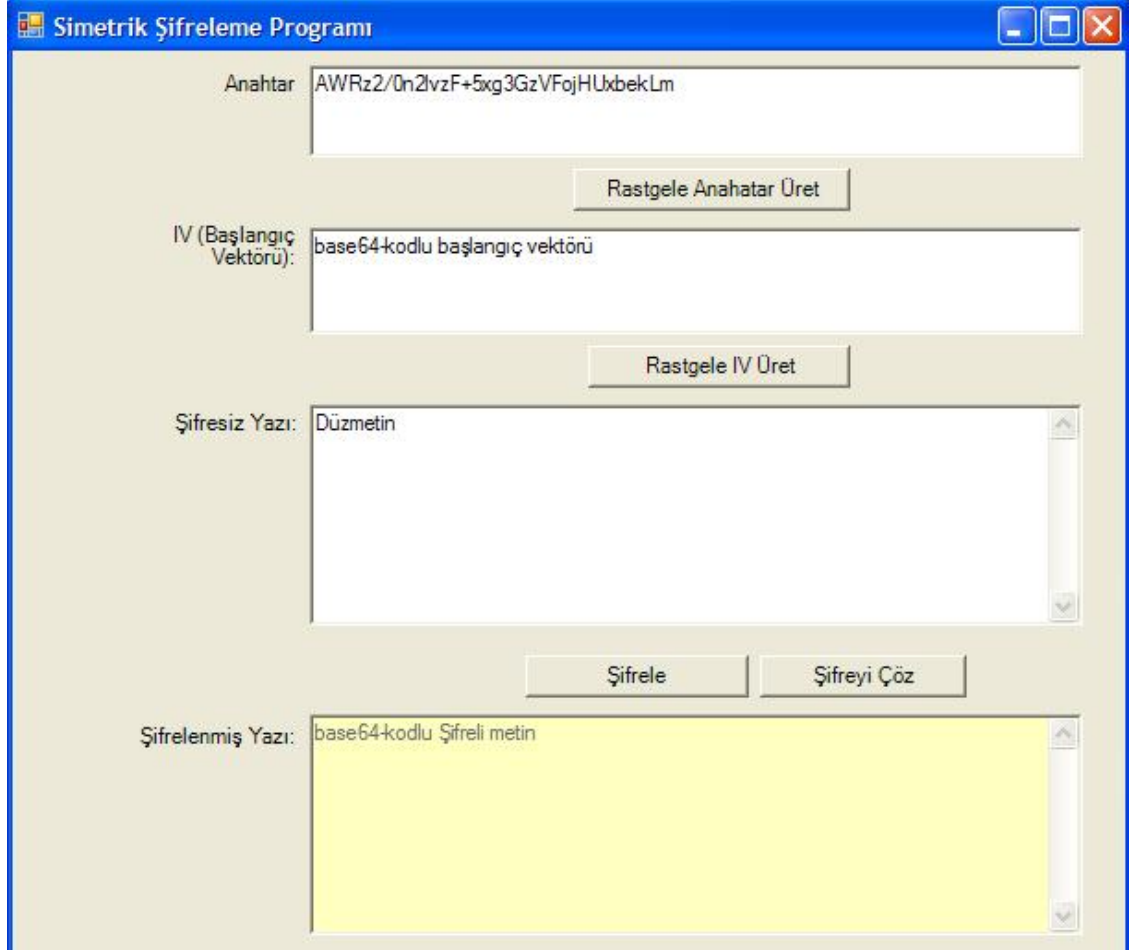 Simetrik Şifreleme Programı
Anahtar
AWRz2/0n2lvzF+5xg3GzVFojHUxbekLm
Rastgele Anahatar Üret
IV (Başlangıç
Vektörü):
base64-kodlu başlangıç vektörü
Rastgele IV Üret
Şifresiz Yazı:
Düzmetin
Şifrele
Şifreyi Çöz
Şifrelenmiş Yazı:
base64-kodlu Şifreli metin